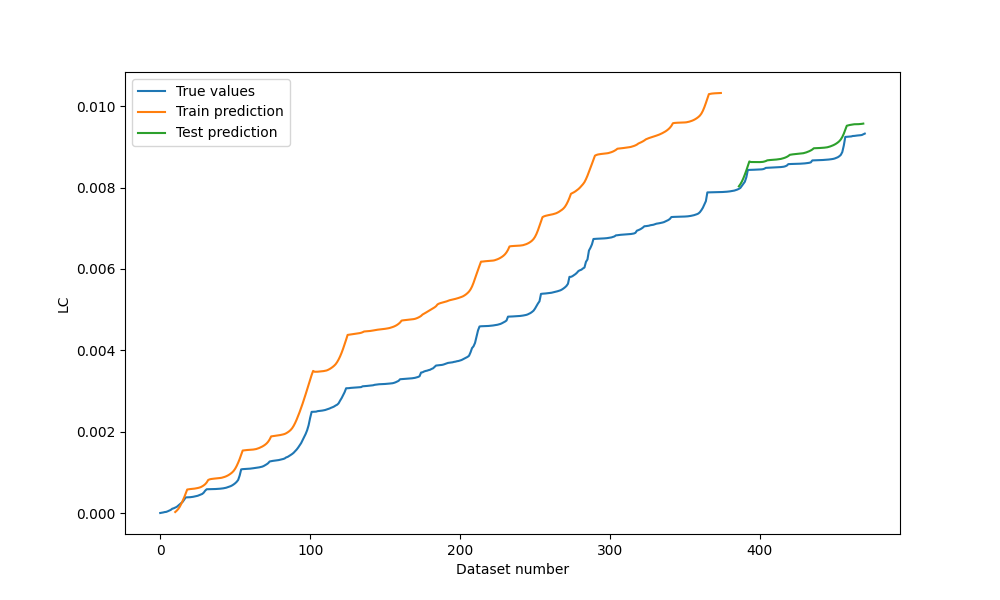 True values
Train prediction
Test prediction
0.010
0.008
0.006
0.004
0.002
0.000
LC
0
100
200
300
400
Dataset number